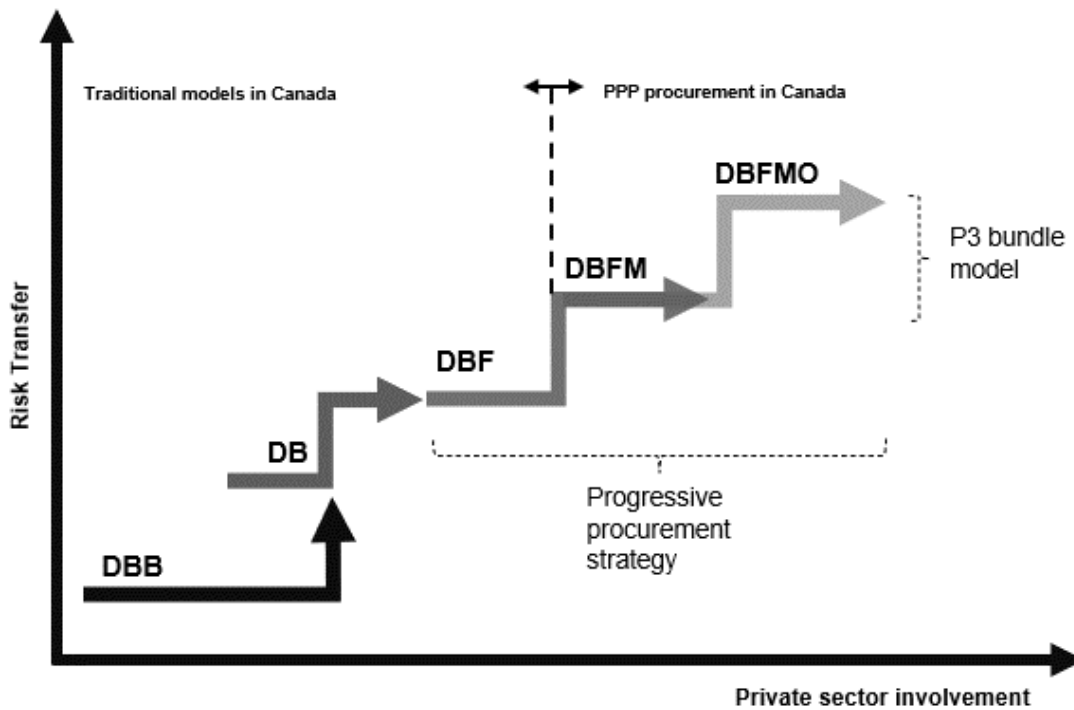 Traditional models in Canada
PPP procurement in Canada
DBFMO
P3 bundle
model
DBFM
DBF
DB
Progressive
procurement
strategy
DBB
Risk Transfer
Private sector involvement